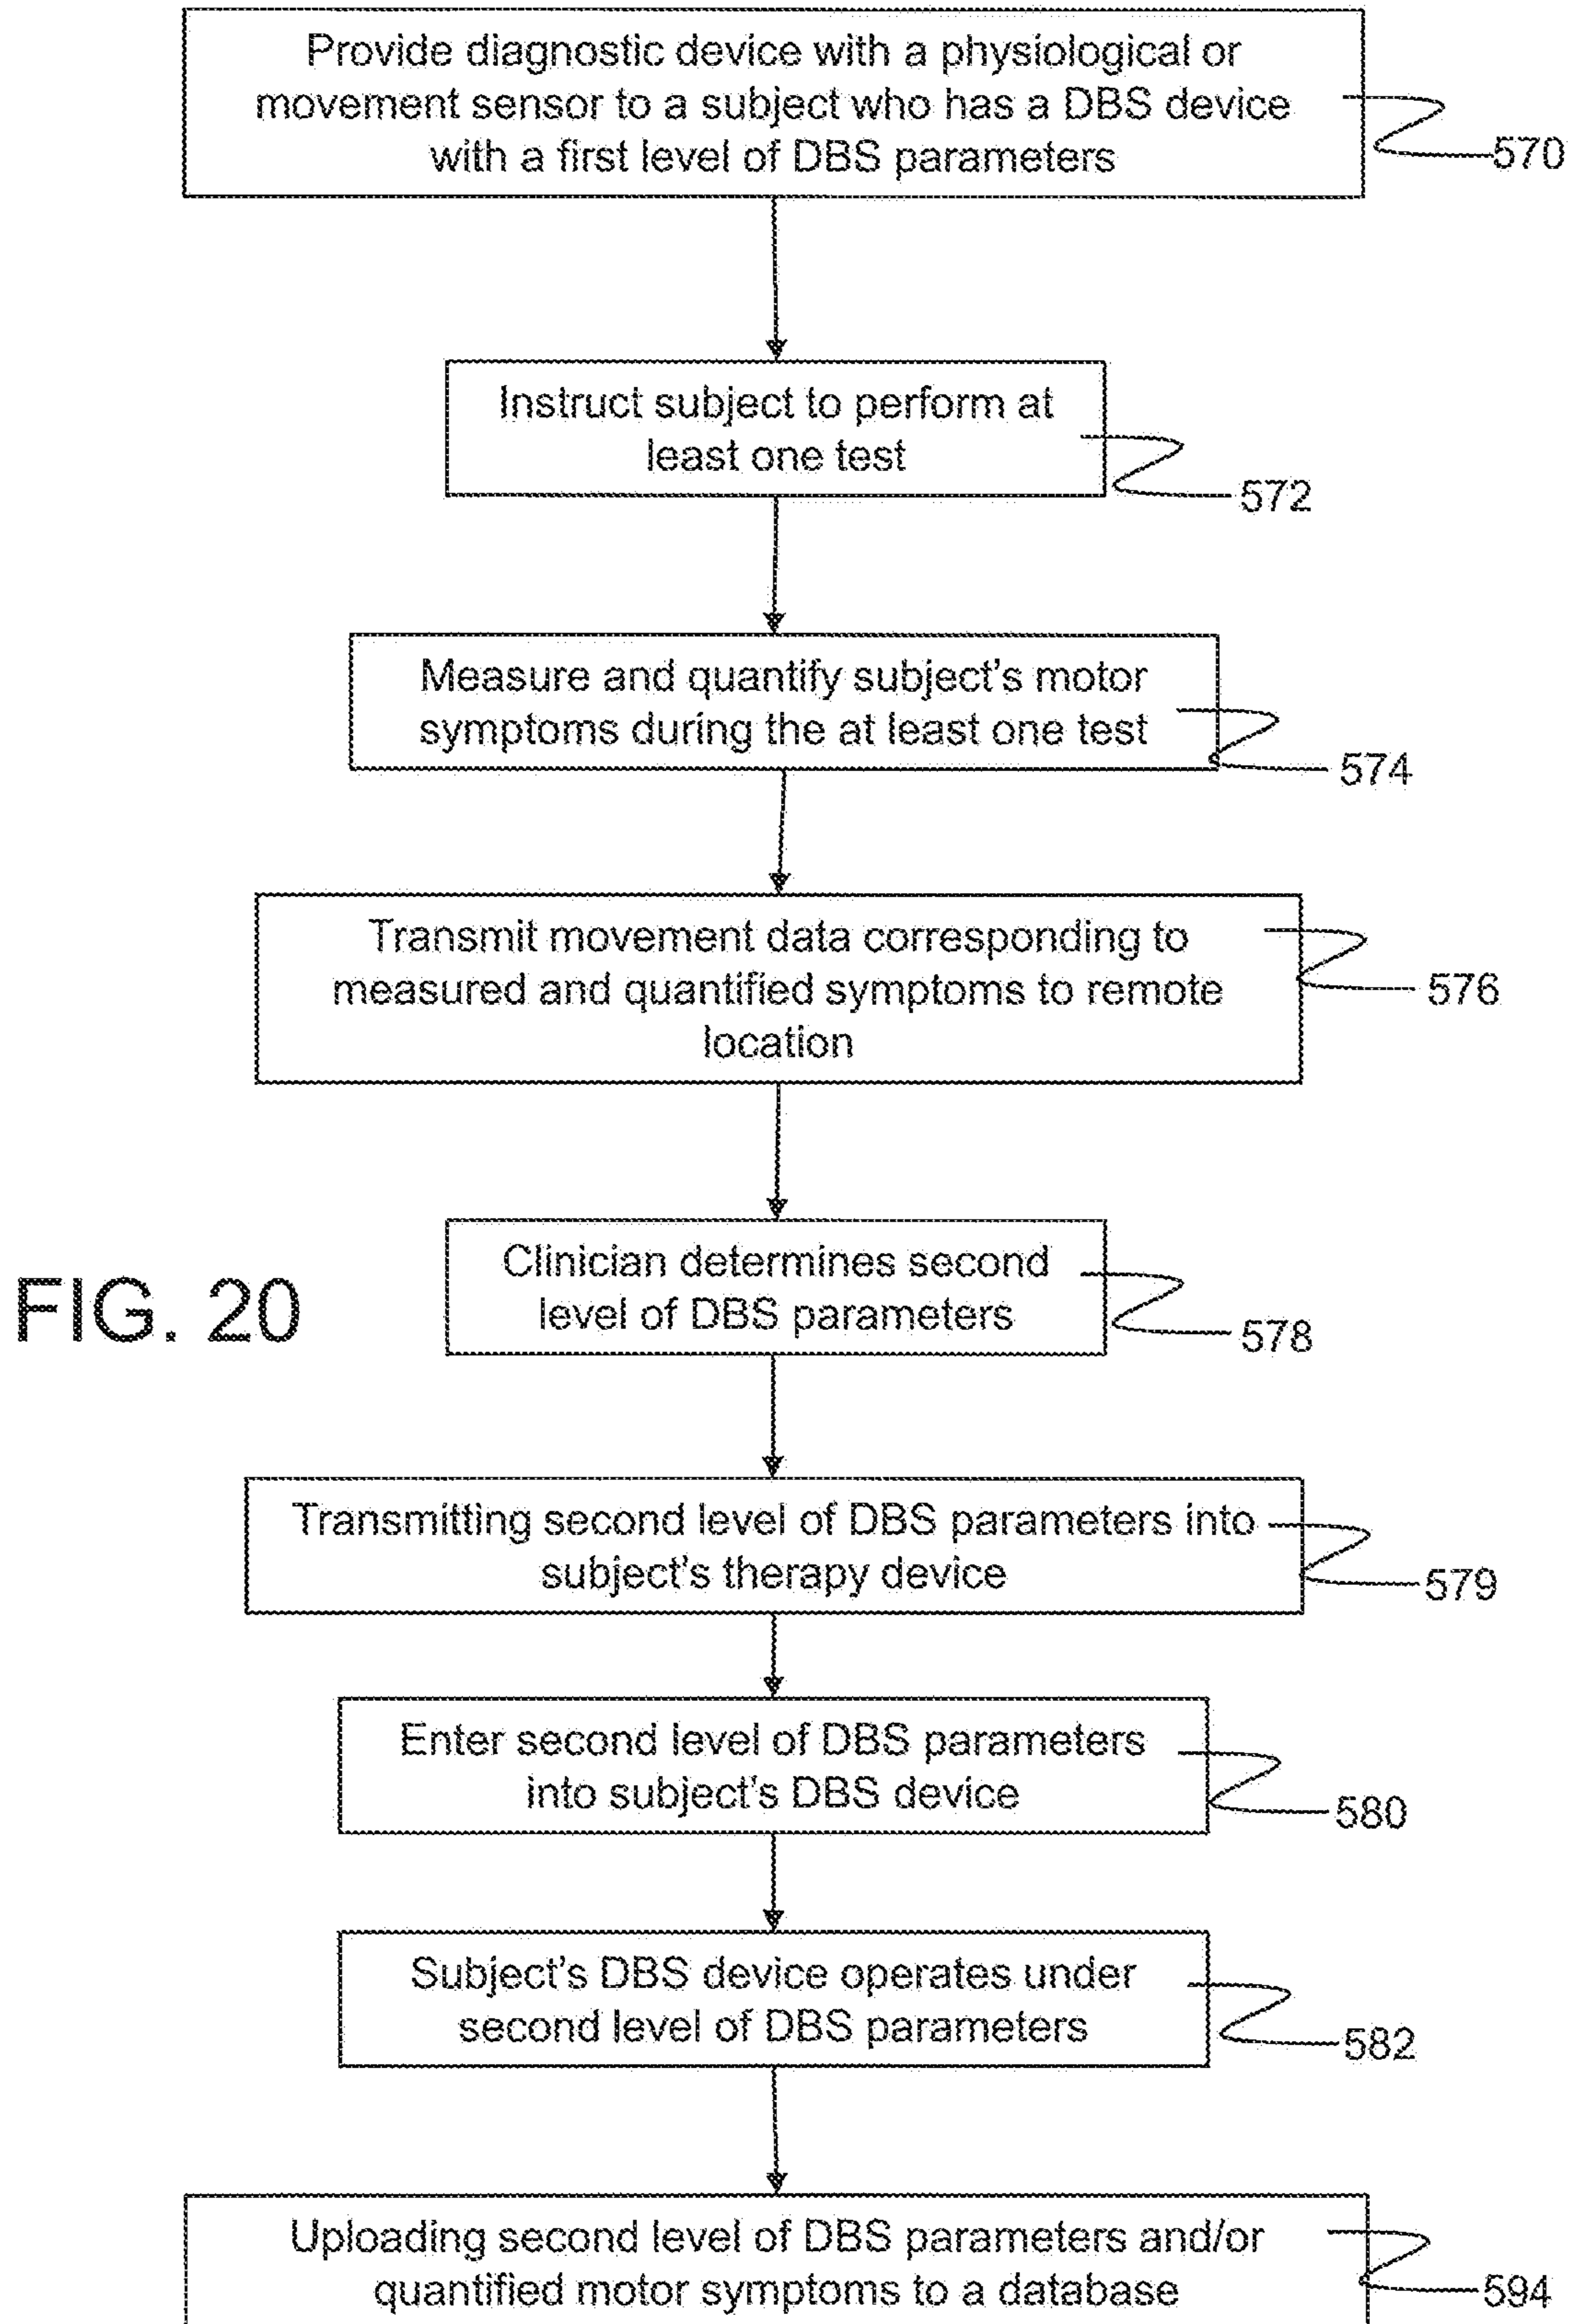 Provide diagnostic device with a physiological or
movement sensor to a subject who has a DBS device
with a first level of DBS parameters
570
Instruct subject to perform at
least one test
572
Measure and quantify subject's motor
symptoms during the at least one test
574
Transmit movement data corresponding to
measured and quantified symptoms to remote
location
576
Clinician determines second
level of DBS parameters
578
FIG. 20
Transmitting second level of DBS parameters into
subject's therapy device
579
Enter second level of DBS parameters
into subject's DBS device
580
Subject's DBS device operates under
second level of DBS parameters
582
Uploading second level of DBS parameters and/or
quantified motor symptoms to a database
594